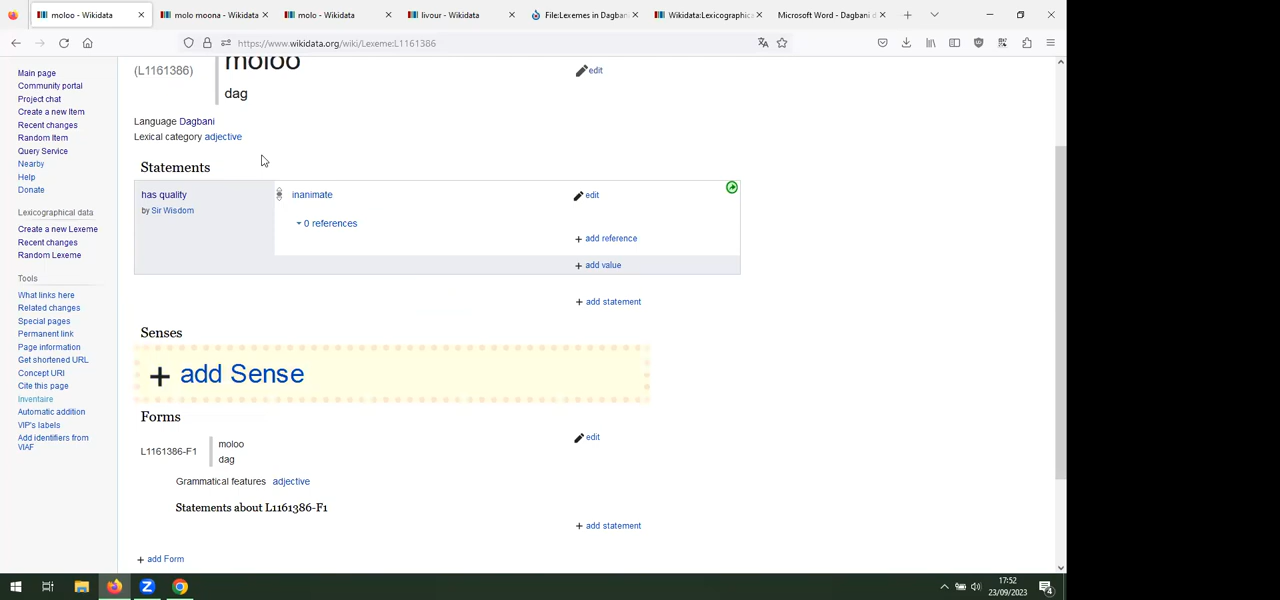 moloo - Wikidata
molo moona - Wikidata
molo - Wikidata
livour - Wikidata
File:Lexemes in Dagbani
Wikidata:Lexicographica
Microsoft Word - Dagbani d
https://www.wikidata.org/wiki/Lexeme:L1161386
Main page
Community portal
Project chat
Create a new Item
Recent changes
Random Item
Query Service
Nearby
Help
Donate
Lexicographical data
Create a new Lexeme
Recent changes
Random Lexeme
Tools
What links here
Related changes
Special pages
Permanent link
Page information
Get shortened URL
Concept URI
Cite this page
Inventaire
Automatic addition
VIP's labels
Add identifiers from
VIAF
(L1161386)
moloo
edit
dag
Language Dagbani
Lexical category adjective
Statements
has quality
by Sir Wisdom
inanimate
edit
0 references
+ add reference
+ add value
+ add statement
Senses
+ add Sense
Forms
L1161386-F1
moloo
edit
dag
Grammatical features adjective
Statements about L1161386-F1
+ add statement
+ add Form
17:52
23/09/2023
4